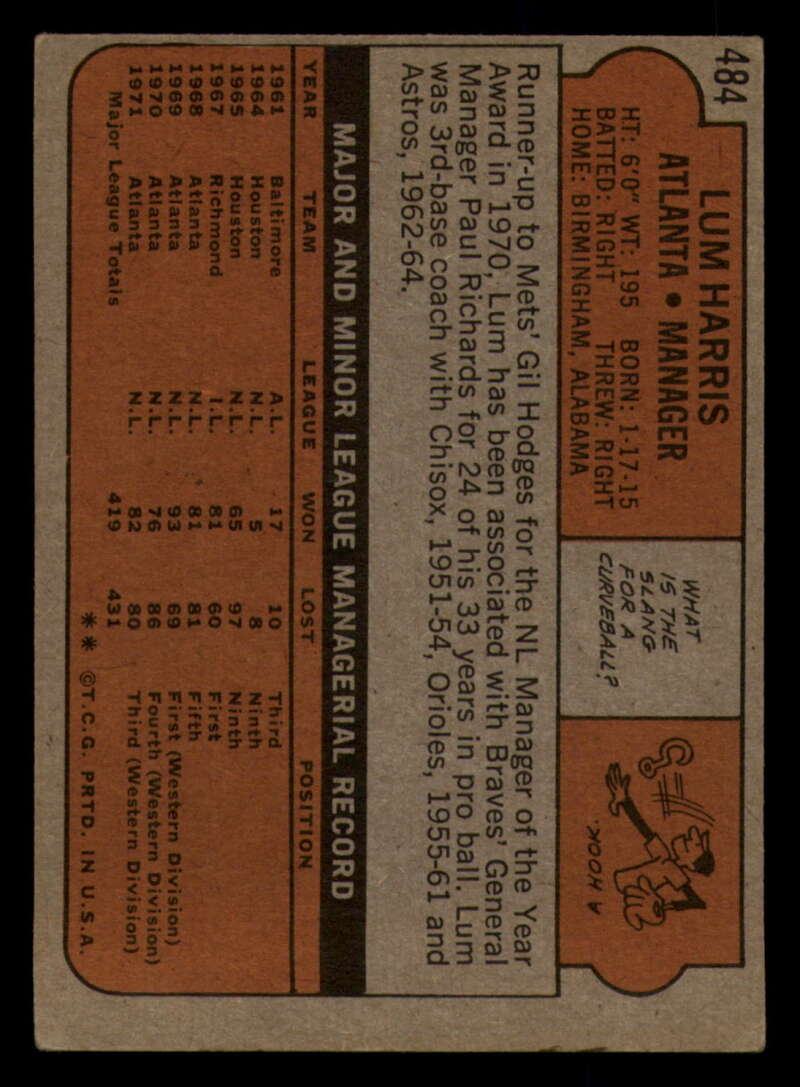 484
LUM HARRIS
ATLANTA • MANAGER
HT: 6'0" WT: 195 BORN: 1-17-15
BATTED: RIGHT THREW: RIGHT
HOME: BIRMINGHAM, ALABAMA
WHAT
IS THE
SLANG
FOR A
CURVEBALL?
A HOOK.
Runner-up to Mets' Gil Hodges for the NL Manager of the Year
Award in 1970, Lum has been associated with Braves' General
Manager Paul Richards for 24 of his 33 years in pro ball. Lum
was 3rd-base coach with Chisox, 1951-54, Orioles, 1955-61 and
Astros, 1962-64.
MAJOR AND MINOR LEAGUE MANAGERIAL RECORD
YEAR TEAM LEAGUE WON LOST POSITION
1961 Baltimore A.L. 17 10 Third
1964 Houston N.L. 5 8 Ninth
1965 Houston N.L. 65 97 Ninth
1967 Richmond I.L. 81 60 First
1968 Atlanta N.L. 81 81 Fifth
1969 Atlanta N.L. 93 69 First (Western Division)
1970 Atlanta N.L. 76 86 Fourth (Western Division)
1971 Atlanta N.L. 82 80 Third (Western Division)
Major League Totals 419 431
** ©T.C.G. PRTD. IN U.S.A.